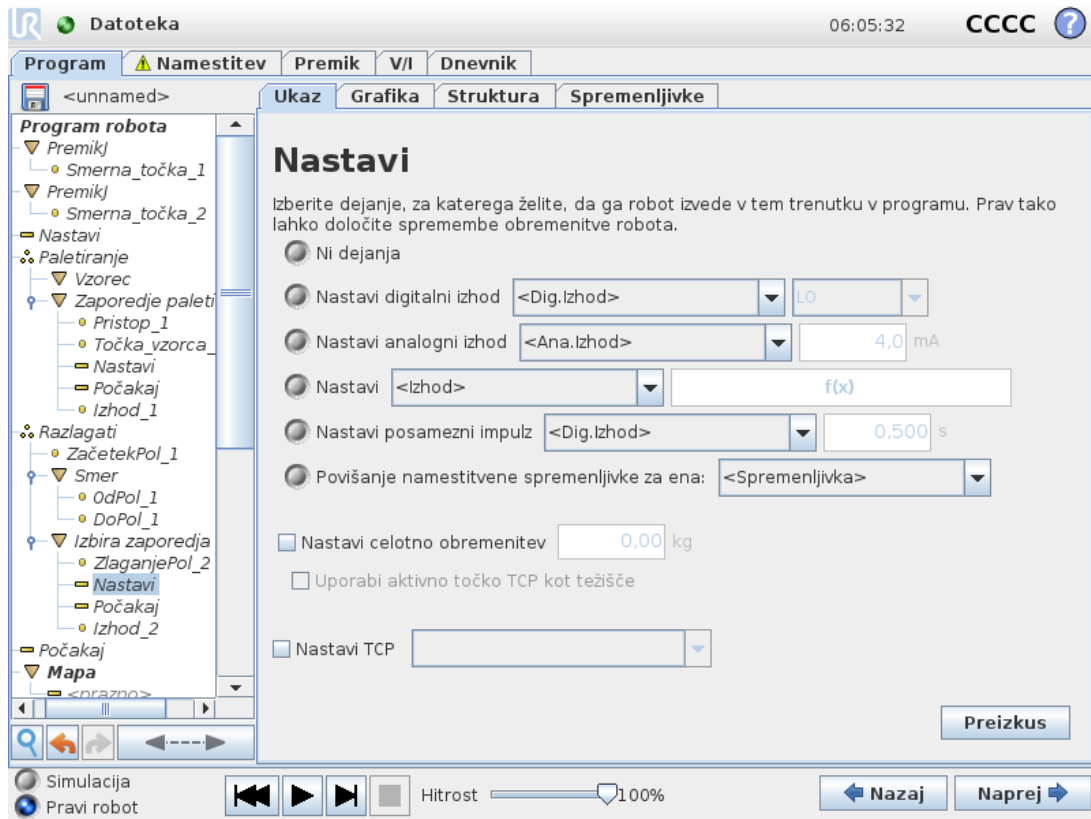 UR Datoteka 06:05:32 CCCC ?
Program Namestitev Premik V/I Dnevnik
<unnamed>
Ukaz Grafika Struktura Spremenljivke
Program robota
PremikJ
Smerna_točka_1
PremikJ
Smerna_točka_2
Nastavi
Paletiranje
Vzorec
Zaporedje paleti
Pristop_1
Točka_vzorca_
Nastavi
Počakaj
Izhod_1
Razlagati
ZačetekPol_1
Smer
OdPol_1
DoPol_1
Izbira zaporedja
ZlaganjePol_2
Nastavi
Počakaj
Izhod_2
Počakaj
Mapa
<prazno>
Nastavi
Izberite dejanje, za katerega želite, da ga robot izvede v tem trenutku v programu. Prav tako
lahko določite spremembe obremenitve robota.
Ni dejanja
Nastavi digitalni izhod <Dig.Izhod> LO
Nastavi analogni izhod <Ana.Izhod> 4,0 mA
Nastavi <Izhod> f(x)
Nastavi posamezni impulz <Dig.Izhod> 0,500 s
Povišanje namestitvene spremenljivke za ena: <Spremenljivka>
Nastavi celotno obremenitev 0,00 kg
Uporabi aktivno točko TCP kot težišče
Nastavi TCP
Preizkus
Simulacija
Pravi robot
Hitrost 100%
Nazaj Naprej